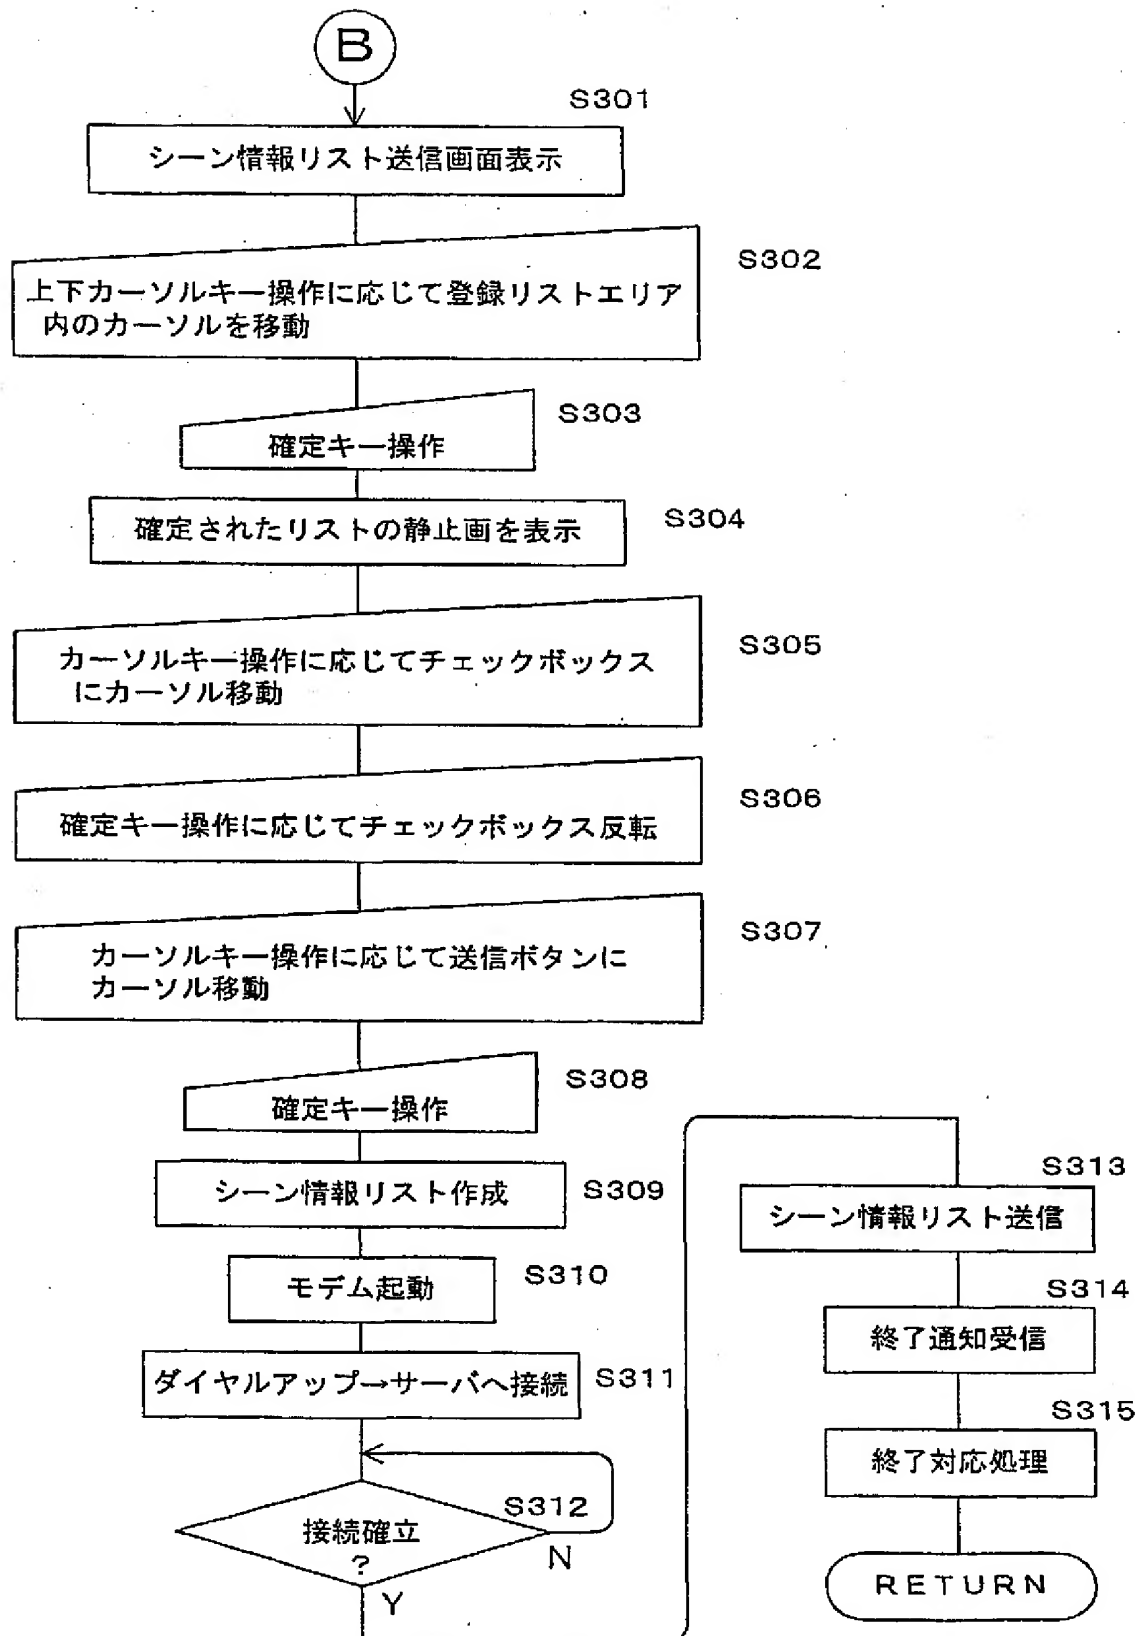 B
S301
シーン情報リスト送信画面表示
S302
上下カーソルキー操作に応じて登録リストエリア
内のカーソルを移動
S303
確定キー操作
S304
確定されたリストの静止画を表示
S305
カーソルキー操作に応じてチェックボックス
にカーソル移動
S306
確定キー操作に応じてチェックボックス反転
S307
カーソルキー操作に応じて送信ボタンに
カーソル移動
S308
確定キー操作
S309
シーン情報リスト作成
S310
モデム起動
S311
ダイヤルアップ→サーバへ接続
S312
接続確立
?
N
Y
S313
シーン情報リスト送信
S314
終了通知受信
S315
終了対応処理
RETURN